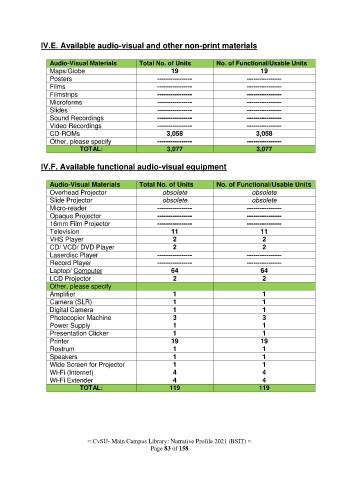 IV.E. Available audio-visual and other non-print materials
Audio-Visual Materials Total No. of Units No. of Functional/Usable Units
Maps/Globe 19 19
Posters ---------------- ----------------
Films ---------------- ----------------
Filmstrips ---------------- ----------------
Microforms ---------------- ----------------
Slides ---------------- ----------------
Sound Recordings ---------------- ----------------
Video Recordings ---------------- ----------------
CD-ROMs 3,058 3,058
Other, please specify ---------------- ----------------
TOTAL: 3,077 3,077
IV.F. Available functional audio-visual equipment
Audio-Visual Materials Total No. of Units No. of Functional/Usable Units
Overhead Projector obsolete obsolete
Slide Projector obsolete obsolete
Micro-reader ---------------- ----------------
Opaque Projector ---------------- ----------------
16mm Film Projector ---------------- ----------------
Television 11 11
VHS Player 2 2
CD/ VCD/ DVD Player 2 2
Laserdisc Player ---------------- ----------------
Record Player ---------------- ----------------
Laptop/ Computer 64 64
LCD Projector 2 2
Other, please specify
Amplifier 1 1
Camera (SLR) 1 1
Digital Camera 1 1
Photocopier Machine 3 3
Power Supply 1 1
Presentation Clicker 1 1
Printer 19 19
Rostrum 1 1
Speakers 1 1
Wide Screen for Projector 1 1
Wi-Fi (Internet) 4 4
Wi-Fi Extender 4 4
TOTAL: 119 119
≈ CvSU- Main Campus Library: Narrative Profile 2021 (BSIT) ≈
Page 83 of 158